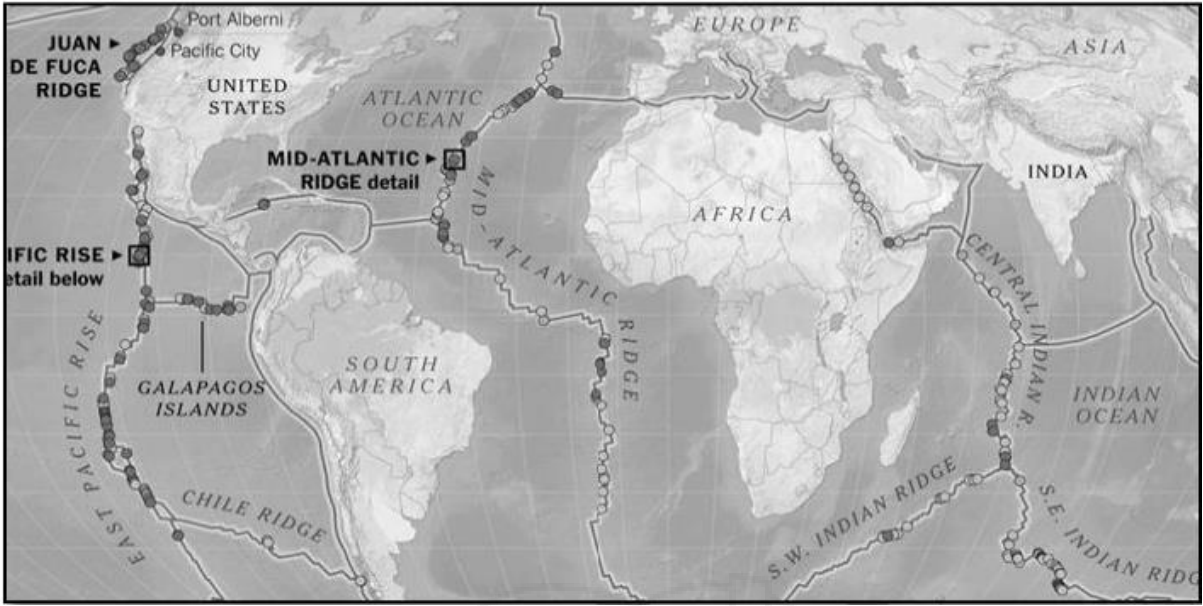 Port Alberni
JUAN
DE FUCA
RIDGE
Pacific City
UNITED
STATES
EUROPE
ASIA
ATLANTIC
OCEAN
MID-ATLANTIC
RIDGE detail
MID-ATLANTIC RIDGE
AFRICA
INDIA
IFIC RISE
etail below
CENTRAL INDIAN R.
EAST PACIFIC RISE
GALAPAGOS
ISLANDS
SOUTH
AMERICA
INDIAN
OCEAN
CHILE RIDGE
S.W. INDIAN RIDGE
S.E. INDIAN RIDG